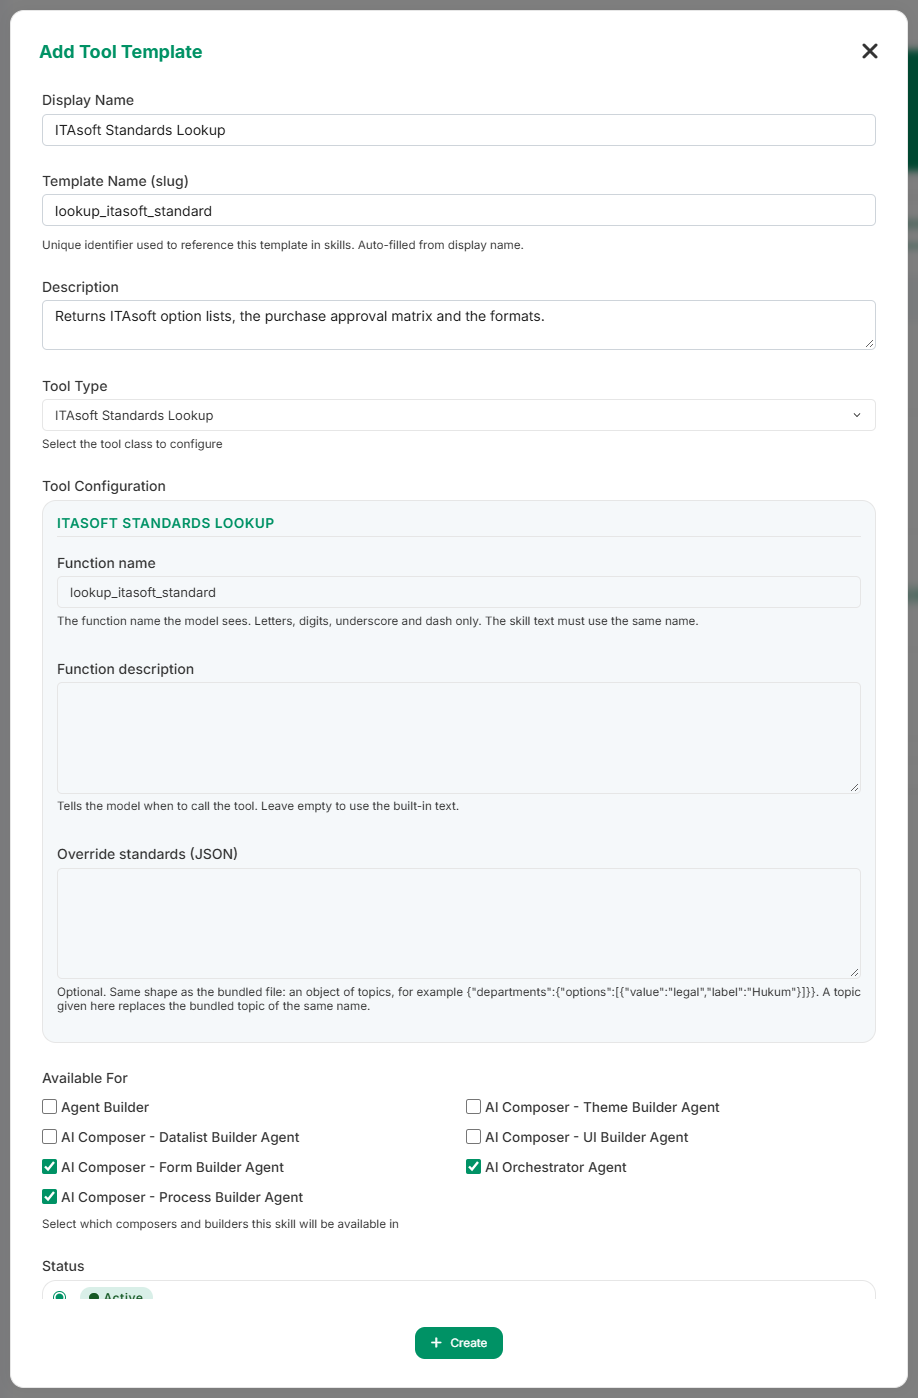 Add Tool Template
Display Name
ITAsoft Standards Lookup
Template Name (slug)
lookup_itasoft_standard
Unique identifier used to reference this template in skills. Auto-filled from display name.
Description
Returns ITAsoft option lists, the purchase approval matrix and the formats.
Tool Type
ITAsoft Standards Lookup
Select the tool class to configure
Tool Configuration
ITASOFT STANDARDS LOOKUP
Function name
lookup_itasoft_standard
The function name the model sees. Letters, digits, underscore and dash only. The skill text must use the same name.
Function description
Tells the model when to call the tool. Leave empty to use the built-in text.
Override standards (JSON)
Optional. Same shape as the bundled file: an object of topics, for example {"departments":{"options":[{"value":"legal","label":"Hukum"}]}}. A topic
given here replaces the bundled topic of the same name.
Available For
Agent Builder
AI Composer - Theme Builder Agent
AI Composer - Datalist Builder Agent
AI Composer - UI Builder Agent
AI Composer - Form Builder Agent
AI Orchestrator Agent
AI Composer - Process Builder Agent
Select which composers and builders this skill will be available in
Status
Active
+ Create